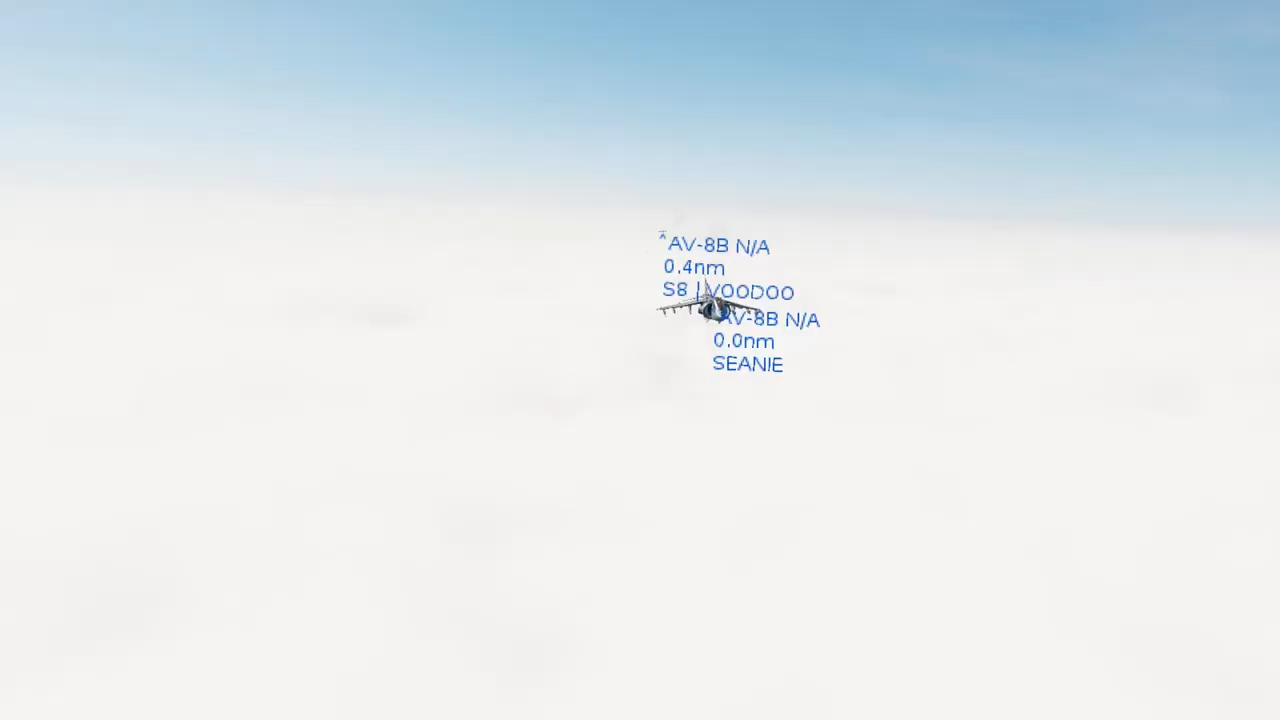 AV-8B N/A
0.4nm
S8 | VOODOO
AV-8B N/A
0.0nm
SEANIE